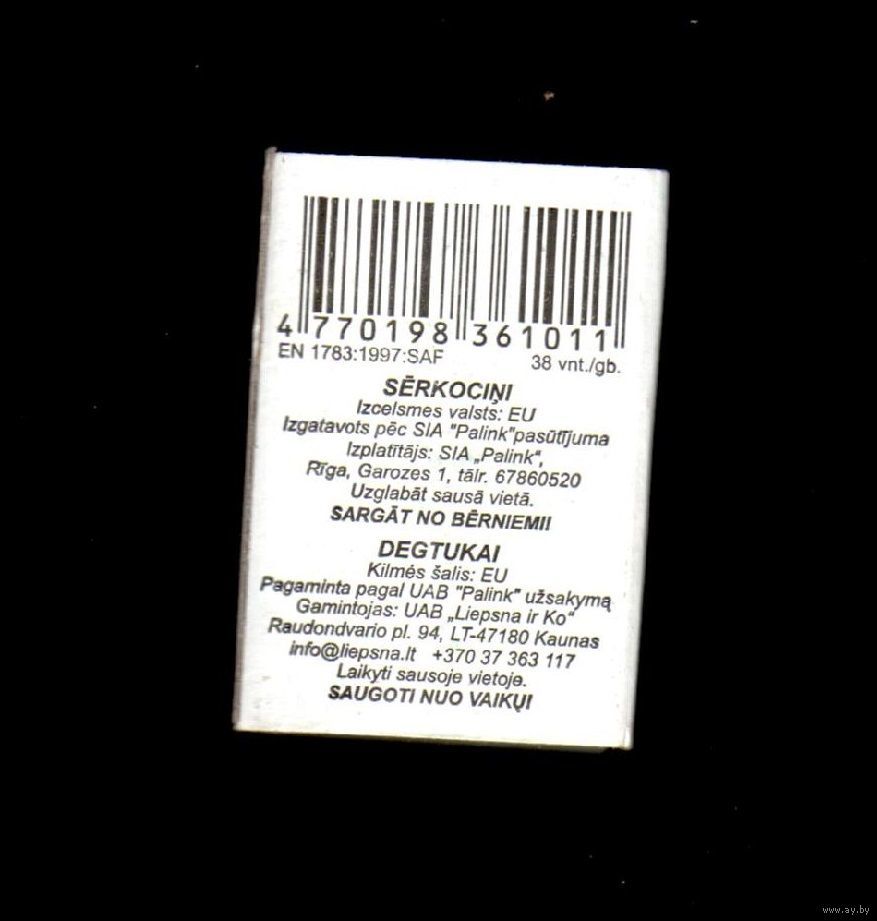 4 770198 361011
EN 1783:1997:SAF 38 vnt./gb.
SĒRKOCIŅI
Izcelsmes valsts: EU
Izgatavots pēc SIA "Palink"pasūtījuma
Izplatītājs: SIA „Palink“,
Rīga, Garozes 1, tālr. 67860520
Uzglabāt sausā vietā.
SARGĀT NO BĒRNIEM!!
DEGTUKAI
Kilmės šalis: EU
Pagaminta pagal UAB "Palink" užsakymą
Gamintojas: UAB „Liepsna ir Ko“
Raudondvario pl. 94, LT-47180 Kaunas
info@liepsna.lt +370 37 363 117
Laikyti sausoje vietoje.
SAUGOTI NUO VAIKŲ!
www.ay.by